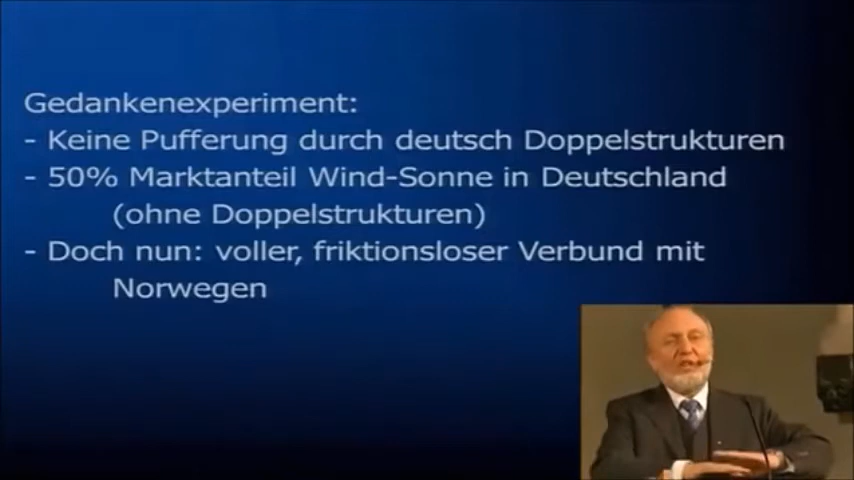 Gedankenexperiment:
- Keine Pufferung durch deutsch Doppelstrukturen
- 50% Marktanteil Wind-Sonne in Deutschland
(ohne Doppelstrukturen)
- Doch nun: voller, friktionsloser Verbund mit
Norwegen